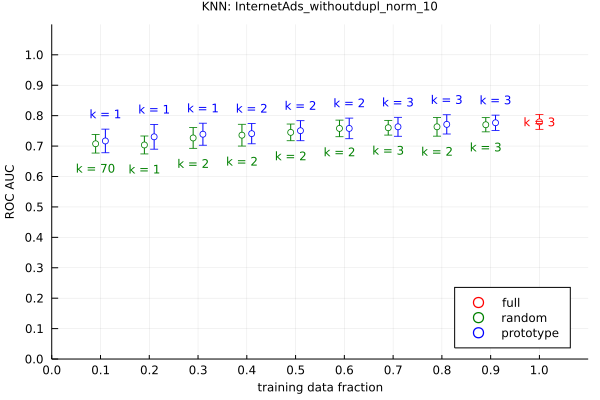 KNN: InternetAds_withoutdupl_norm_10
1.0
0.9
0.8
0.7
0.6
0.5
0.4
0.3
0.2
0.1
0.0
ROC AUC
k = 1 k = 1 k = 1 k = 2 k = 2 k = 2 k = 3 k = 3 k = 3
k = 70 k = 1 k = 2 k = 2 k = 2 k = 2 k = 3 k = 2 k = 3
k = 3
full
random
prototype
0.0 0.1 0.2 0.3 0.4 0.5 0.6 0.7 0.8 0.9 1.0
training data fraction